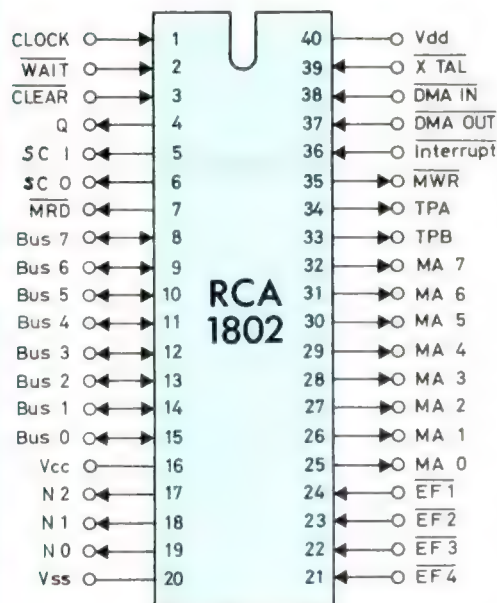 CLOCK 1 40 Vdd
WAIT 2 39 X TAL
CLEAR 3 38 DMA IN
Q 4 37 DMA OUT
SC 1 5 36 Interrupt
SC 0 6 35 MWR
MRD 7 34 TPA
Bus 7 8 33 TPB
Bus 6 9 32 MA 7
Bus 5 10 31 MA 6
Bus 4 11 30 MA 5
Bus 3 12 29 MA 4
Bus 2 13 28 MA 3
Bus 1 14 27 MA 2
Bus 0 15 26 MA 1
Vcc 16 25 MA 0
N 2 17 24 EF 1
N 1 18 23 EF 2
N 0 19 22 EF 3
Vss 20 21 EF 4
RCA
1802